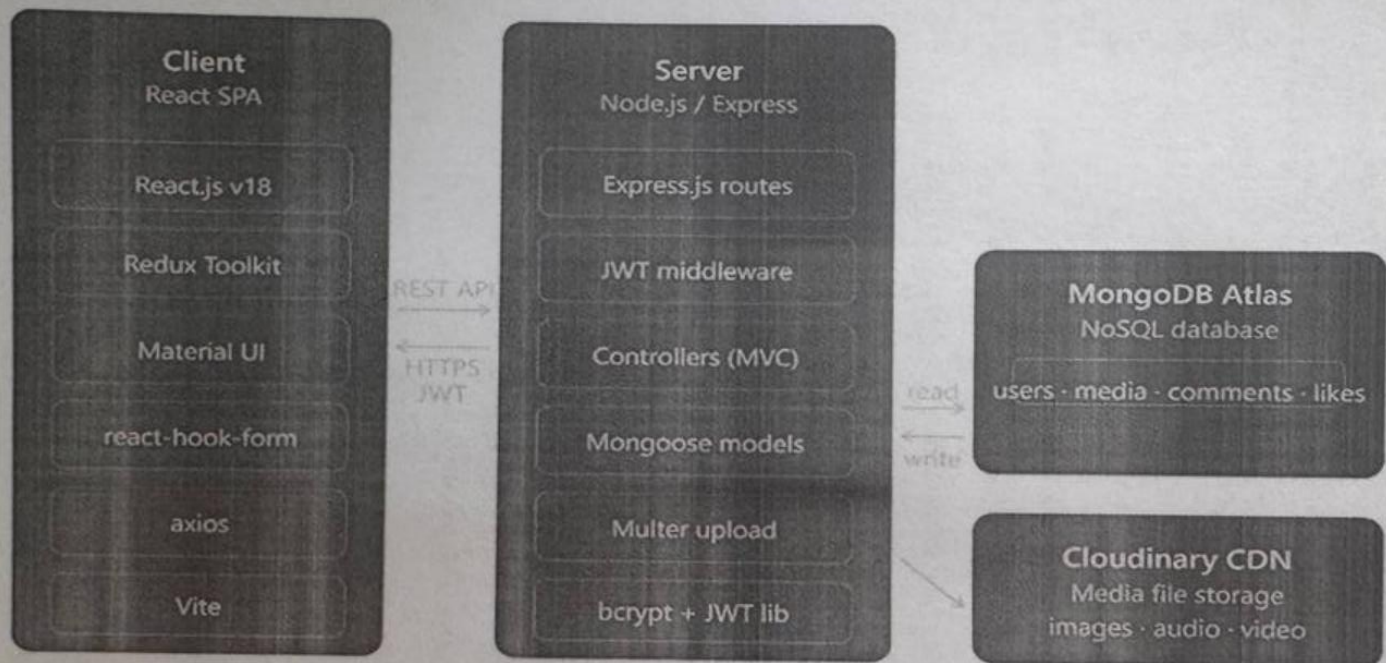 Client
React SPA
React.js v18
Redux Toolkit
Material UI
react-hook-form
axios
Vite
REST API
HTTPS
JWT
Server
Node.js / Express
Express.js routes
JWT middleware
Controllers (MVC)
Mongoose models
Multer upload
bcrypt + JWT lib
read
write
MongoDB Atlas
NoSQL database
users · media · comments · likes
Cloudinary CDN
Media file storage
images · audio · video